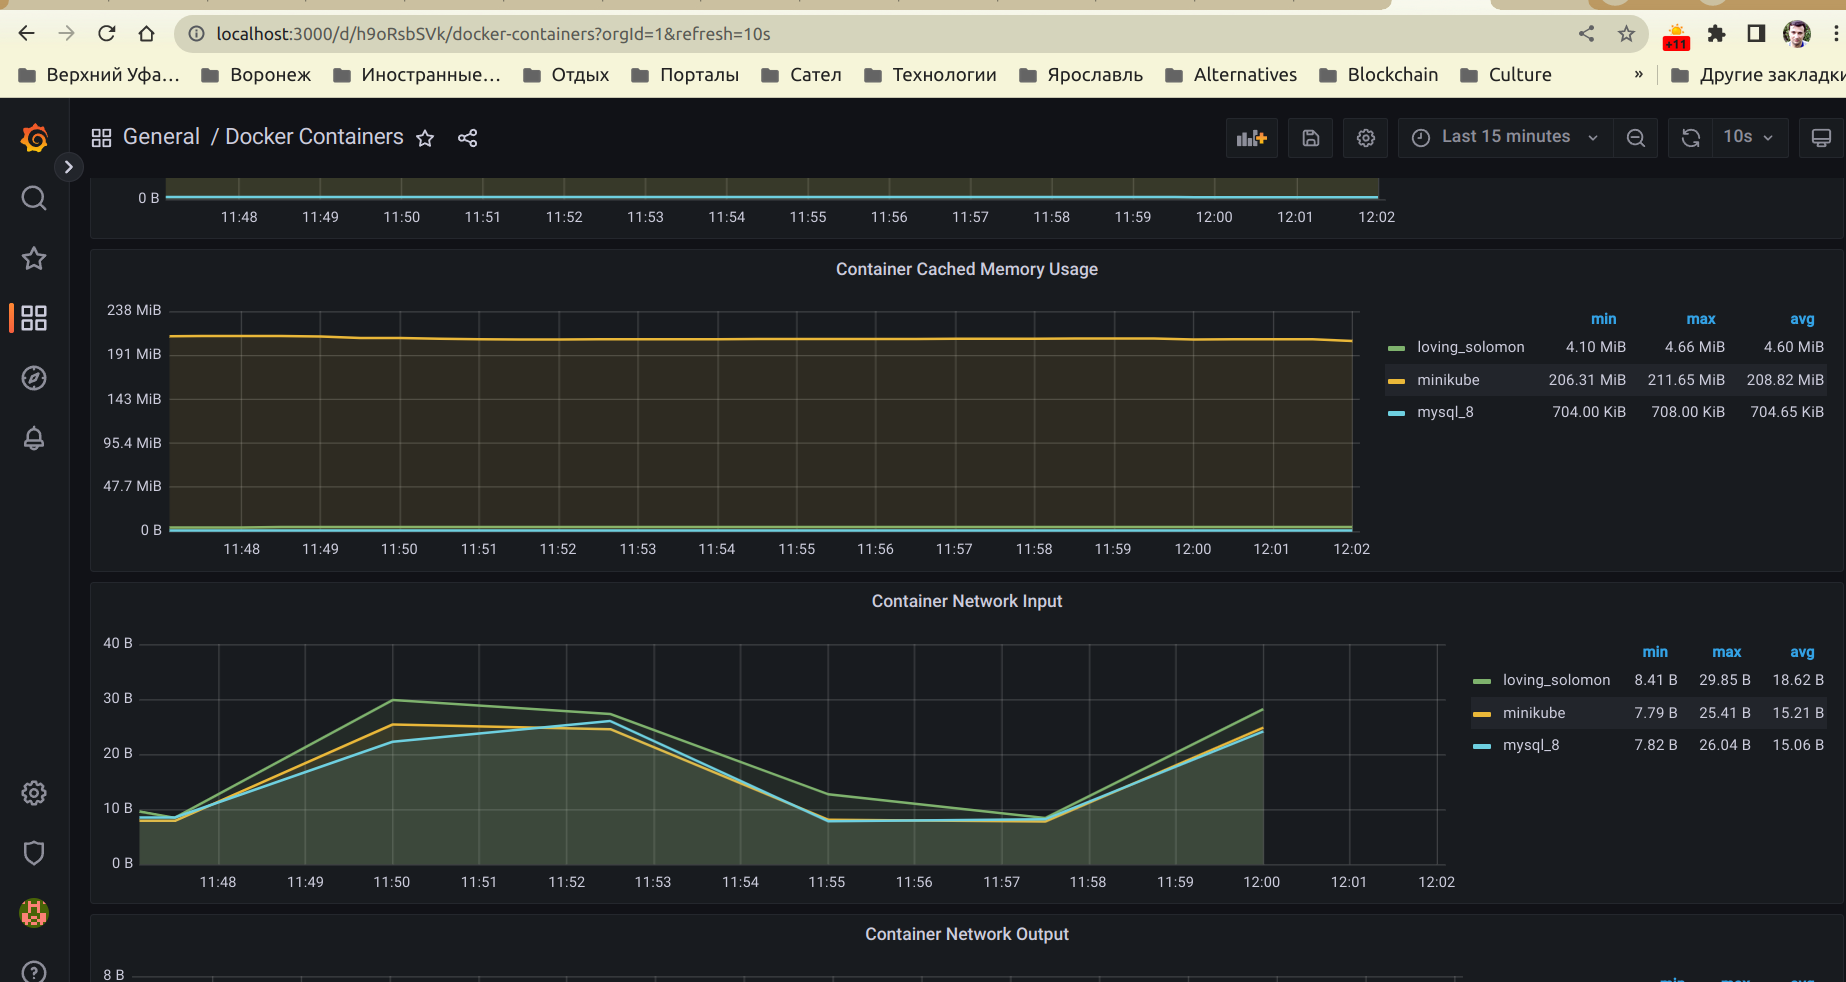 localhost:3000/d/h9oRsbSVk/docker-containers?orgId=1&refresh=10s
+11
Верхний Уфа... Воронеж Иностранные... Отдых Порталы Сател Технологии Ярославль Alternatives Blockchain Culture » Другие закладки
General / Docker Containers
Last 15 minutes 10s
0 B
11:48 11:49 11:50 11:51 11:52 11:53 11:54 11:55 11:56 11:57 11:58 11:59 12:00 12:01 12:02
Container Cached Memory Usage
238 MiB
191 MiB
143 MiB
95.4 MiB
47.7 MiB
0 B
11:48 11:49 11:50 11:51 11:52 11:53 11:54 11:55 11:56 11:57 11:58 11:59 12:00 12:01 12:02
min max avg
loving_solomon 4.10 MiB 4.66 MiB 4.60 MiB
minikube 206.31 MiB 211.65 MiB 208.82 MiB
mysql_8 704.00 KiB 708.00 KiB 704.65 KiB
Container Network Input
40 B
30 B
20 B
10 B
0 B
11:48 11:49 11:50 11:51 11:52 11:53 11:54 11:55 11:56 11:57 11:58 11:59 12:00 12:01 12:02
min max avg
loving_solomon 8.41 B 29.85 B 18.62 B
minikube 7.79 B 25.41 B 15.21 B
mysql_8 7.82 B 26.04 B 15.06 B
Container Network Output
8 B